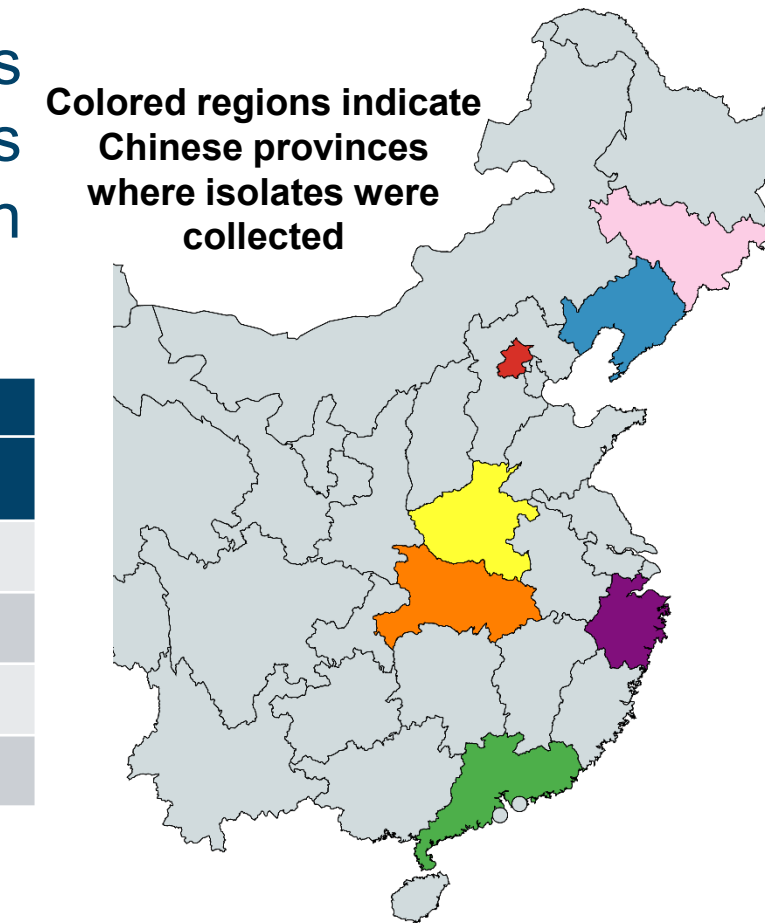 s
s
n
Colored regions indicate
Chinese provinces
where isolates were
collected